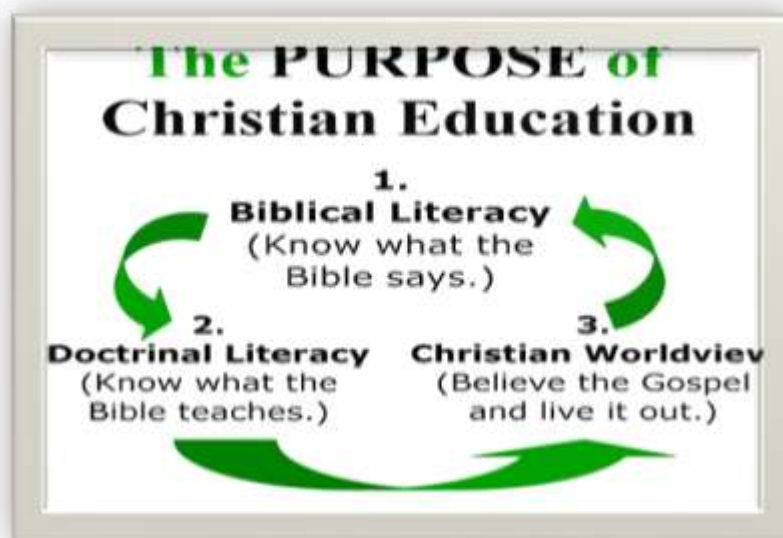 The PURPOSE of
Christian Education
1.
Biblical Literacy
(Know what the
Bible says.)
2.
Doctrinal Literacy
(Know what the
Bible teaches.)
3.
Christian Worldviev
(Believe the Gospel
and live it out.)